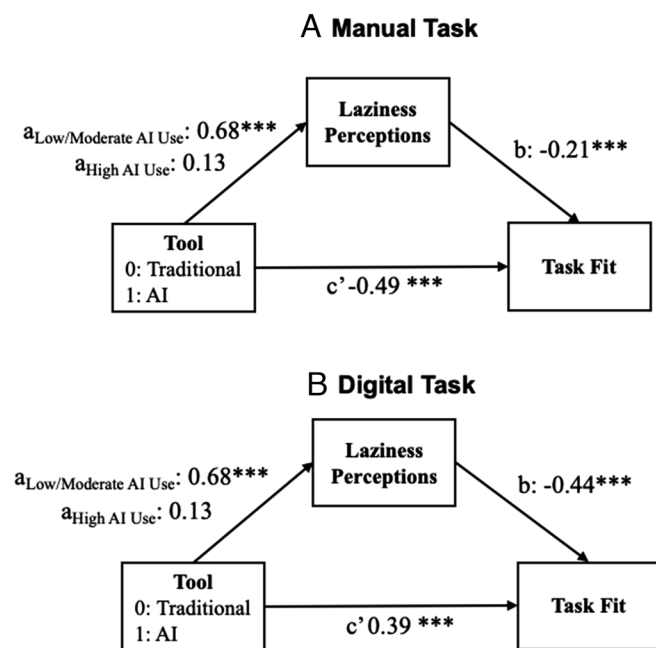 A Manual Task
Laziness
Perceptions
aLow/Moderate AI Use: 0.68***
aHigh AI Use: 0.13
b: -0.21***
Tool
0: Traditional
1: AI
c’-0.49 ***
Task Fit
B Digital Task
Laziness
Perceptions
aLow/Moderate AI Use: 0.68***
aHigh AI Use: 0.13
b: -0.44***
Tool
0: Traditional
1: AI
c’0.39 ***
Task Fit